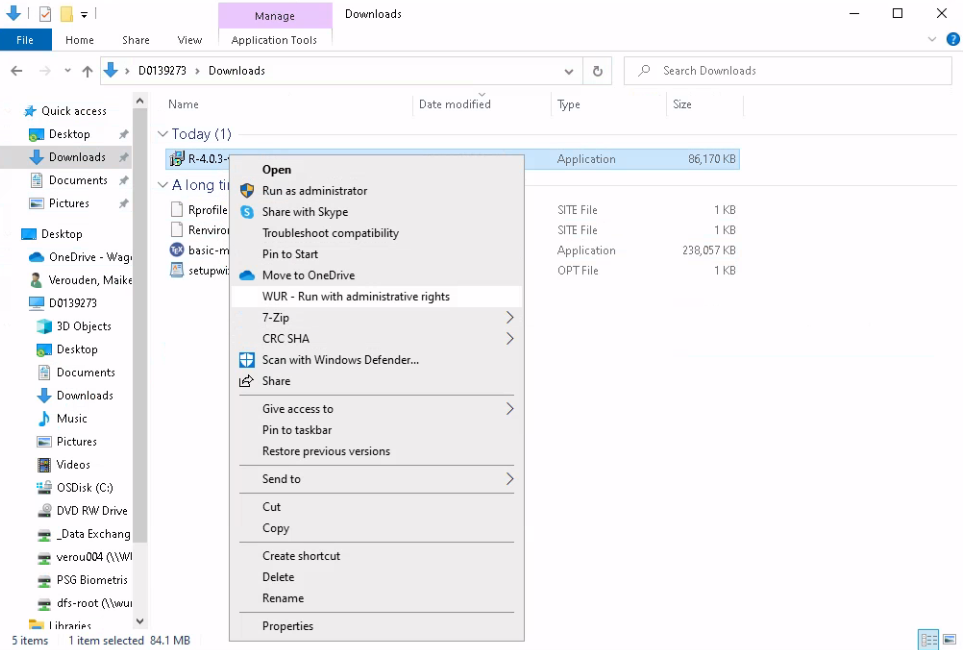 Manage
Downloads
File
Home
Share
View
Application Tools
D0139273 > Downloads
Search Downloads
Name
Date modified
Type
Size
Quick access
Desktop
Downloads
Documents
Pictures
Desktop
OneDrive - Wag
Verouden, Maike
D0139273
3D Objects
Desktop
Documents
Downloads
Music
Pictures
Videos
OSDisk (C:)
DVD RW Drive
_Data Exchang
verou004 (\\WU
PSG Biometris
dfs-root (\\wur
Libraries
Today (1)
R-4.0.3-
Application
86,170 KB
A long ti
Rprofile
SITE File
1 KB
Renviron
SITE File
1 KB
basic-m
Application
238,057 KB
setupwi
OPT File
1 KB
Open
Run as administrator
Share with Skype
Troubleshoot compatibility
Pin to Start
Move to OneDrive
WUR - Run with administrative rights
7-Zip
CRC SHA
Scan with Windows Defender...
Share
Give access to
Pin to taskbar
Restore previous versions
Send to
Cut
Copy
Create shortcut
Delete
Rename
Properties
5 items
1 item selected 84.1 MB